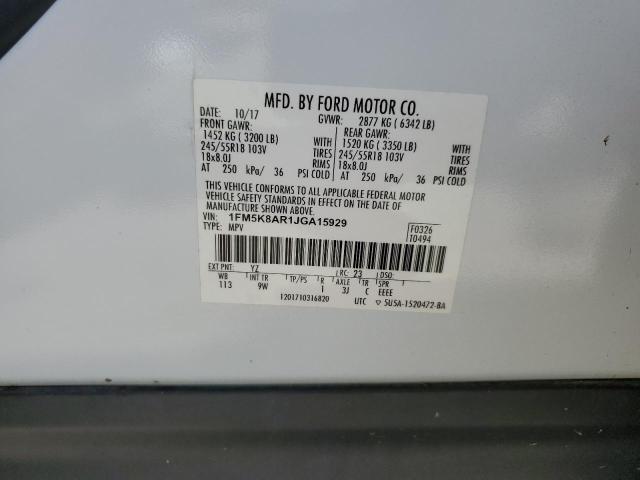 MFD. BY FORD MOTOR CO.
DATE: 10/17 GVWR: 2877 KG ( 6342 LB)
FRONT GAWR: REAR GAWR:
1452 KG ( 3200 LB) WITH 1520 KG ( 3350 LB) WITH
245/55R18 103V TIRES 245/55R18 103V TIRES
18x8.0J RIMS 18x8.0J RIMS
AT 250 kPa/ 36 PSI COLD AT 250 kPa/ 36 PSI COLD
THIS VEHICLE CONFORMS TO ALL APPLICABLE FEDERAL MOTOR
VEHICLE SAFETY STANDARDS IN EFFECT ON THE DATE OF
MANUFACTURE SHOWN ABOVE.
VIN: 1FM5K8AR1JGA15929 F0326
TYPE: MPV T0494
EXT PNT: YZ RC: 23 DSO:
WB INT TR TP/PS R AXLE TR SPR
113 9W I 3J C EEEE
1201710316820 UTC 5U5A-1520472-BA